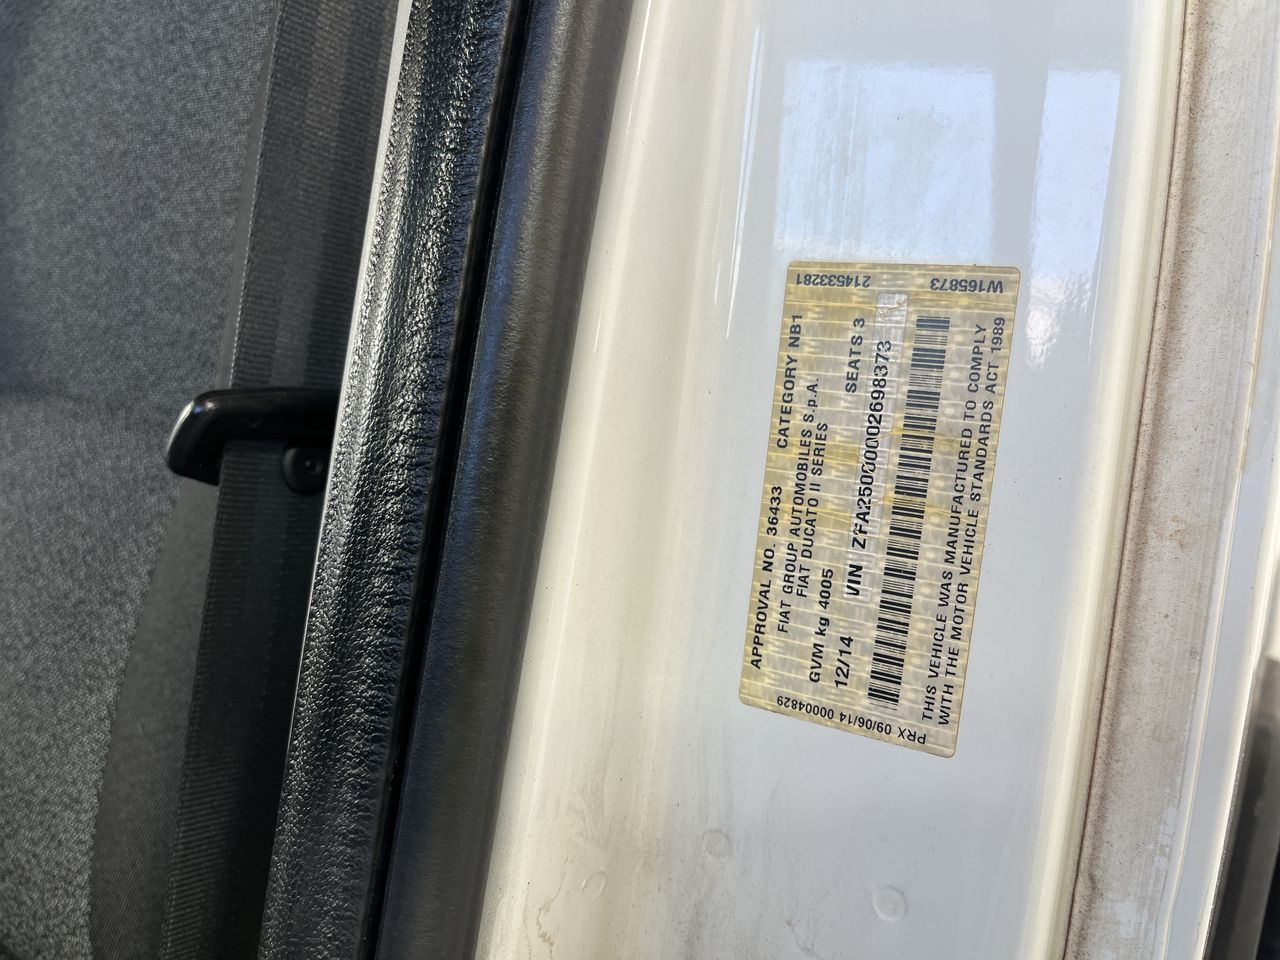 APPROVAL NO. 36433 CATEGORY NB1
FIAT GROUP AUTOMOBILES S.p.A.
FIAT DUCATO II SERIES
GVM kg 4005 SEATS 3
12/14 VIN ZFA25000002698373
THIS VEHICLE WAS MANUFACTURED TO COMPLY
WITH THE MOTOR VEHICLE STANDARDS ACT 1989
PRX 09/06/14 00004829
214533281 W165873